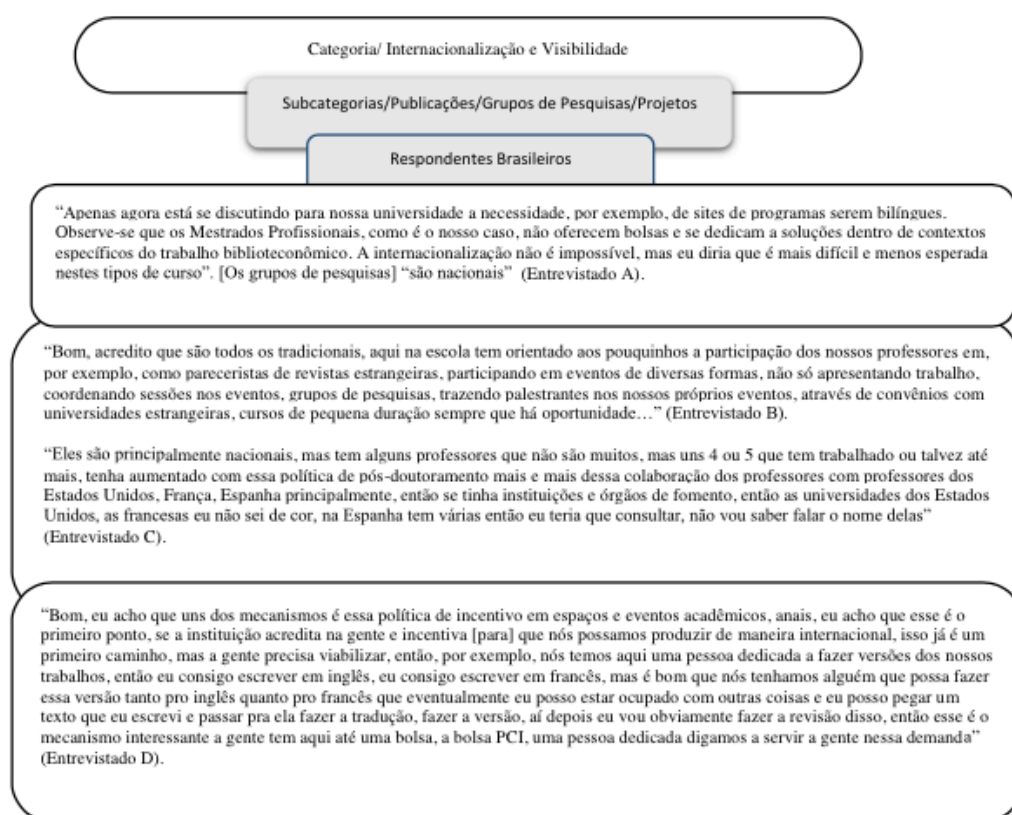 Categoria/ Internacionalização e Visibilidade
Subcategorias/Publicações/Grupos de Pesquisas/Projetos
Respondentes Brasileiros
“Apenas agora está se discutindo para nossa universidade a necessidade, por exemplo, de sites de programas serem bilíngues.
Observe-se que os Mestrados Profissionais, como é o nosso caso, não oferecem bolsas e se dedicam a soluções dentro de contextos
específicos do trabalho biblioteconômico. A internacionalização não é impossível, mas eu diria que é mais difícil e menos esperada
nestes tipos de curso”. [Os grupos de pesquisas] “são nacionais” (Entrevistado A).
“Bom, acredito que são todos os tradicionais, aqui na escola tem orientado aos pouquinhos a participação dos nossos professores em,
por exemplo, como pareceristas de revistas estrangeiras, participando em eventos de diversas formas, não só apresentando trabalho,
coordenando sessões nos eventos, grupos de pesquisas, trazendo palestrantes nos nossos próprios eventos, através de convênios com
universidades estrangeiras, cursos de pequena duração sempre que há oportunidade…” (Entrevistado B).
“Eles são principalmente nacionais, mas tem alguns professores que não são muitos, mas uns 4 ou 5 que tem trabalhado ou talvez até
mais, tenha aumentado com essa política de pós-doutoramento mais e mais dessa colaboração dos professores com professores dos
Estados Unidos, França, Espanha principalmente, então se tinha instituições e órgãos de fomento, então as universidades dos Estados
Unidos, as francesas eu não sei de cor, na Espanha tem várias então eu teria que consultar, não vou saber falar o nome delas”
(Entrevistado C).
“Bom, eu acho que uns dos mecanismos é essa política de incentivo em espaços e eventos acadêmicos, anais, eu acho que esse é o
primeiro ponto, se a instituição acredita na gente e incentiva [para] que nós possamos produzir de maneira internacional, isso já é um
primeiro caminho, mas a gente precisa viabilizar, então, por exemplo, nós temos aqui uma pessoa dedicada a fazer versões dos nossos
trabalhos, então eu consigo escrever em inglês, eu consigo escrever em francês, mas é bom que nós tenhamos alguém que possa fazer
essa versão tanto pro inglês quanto pro francês que eventualmente eu posso estar ocupado com outras coisas e eu posso pegar um
texto que eu escrevi e passar pra ela fazer a tradução, fazer a versão, aí depois eu vou obviamente fazer a revisão disso, então esse é o
mecanismo interessante a gente tem aqui até uma bolsa, a bolsa PCI, uma pessoa dedicada digamos a servir a gente nessa demanda”
(Entrevistado D).